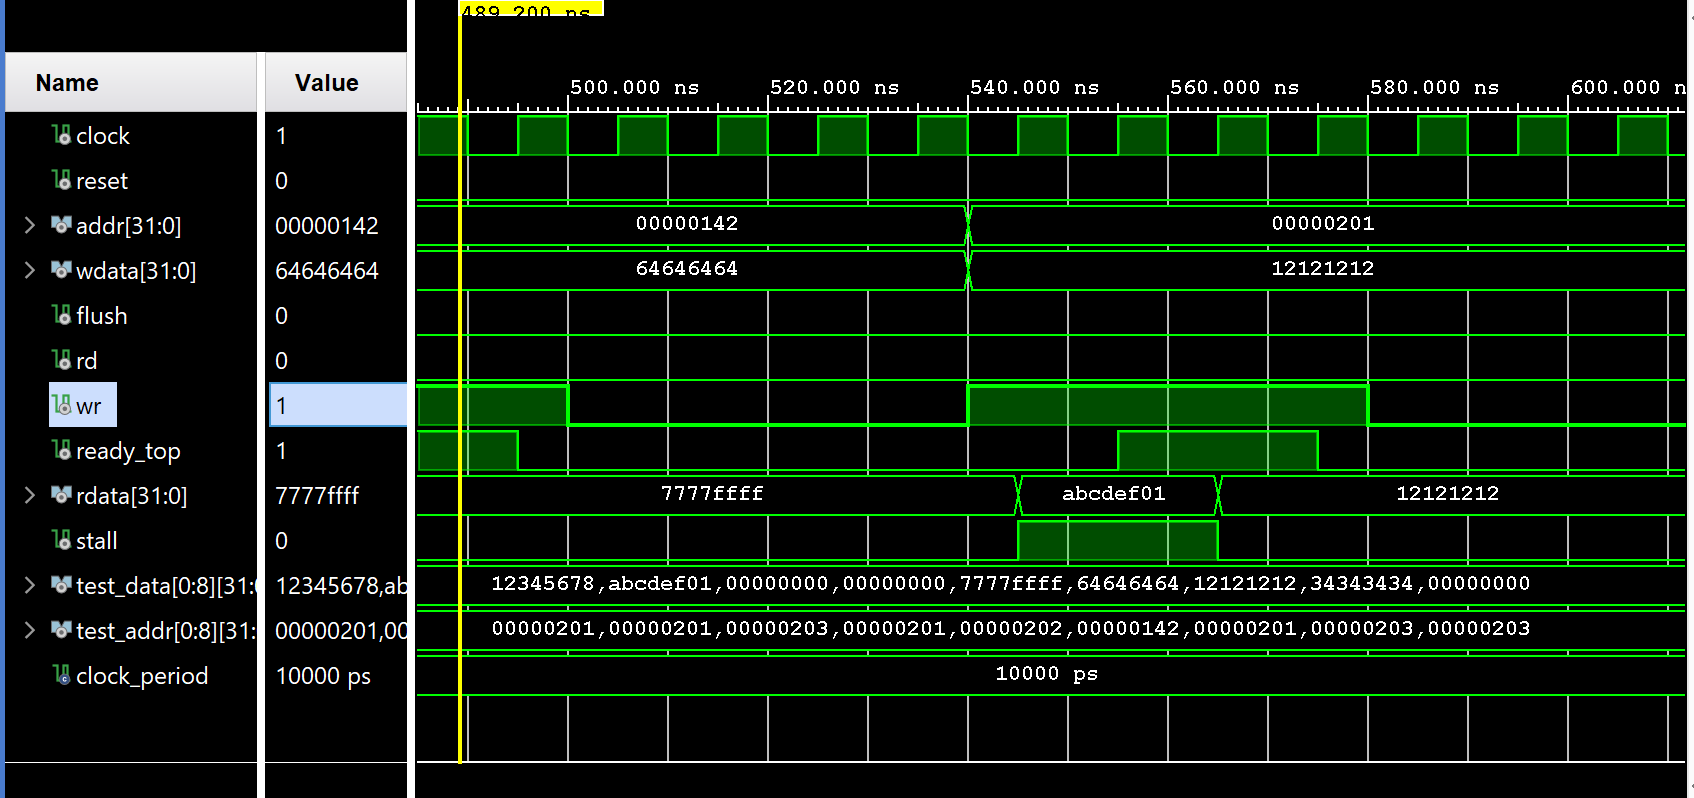 489.200 ns
Name Value
500.000 ns 520.000 ns 540.000 ns 560.000 ns 580.000 ns 600.000 n
clock 1
reset 0
addr[31:0] 00000142 00000142 00000201
wdata[31:0] 64646464 64646464 12121212
flush 0
rd 0
wr 1
ready_top 1
rdata[31:0] 7777ffff 7777ffff abcdef01 12121212
stall 0
test_data[0:8][31:0 12345678,ab 12345678,abcdef01,00000000,00000000,7777ffff,64646464,12121212,34343434,00000000
test_addr[0:8][31: 00000201,00 00000201,00000201,00000203,00000201,00000202,00000142,00000201,00000203,00000203
clock_period 10000 ps 10000 ps